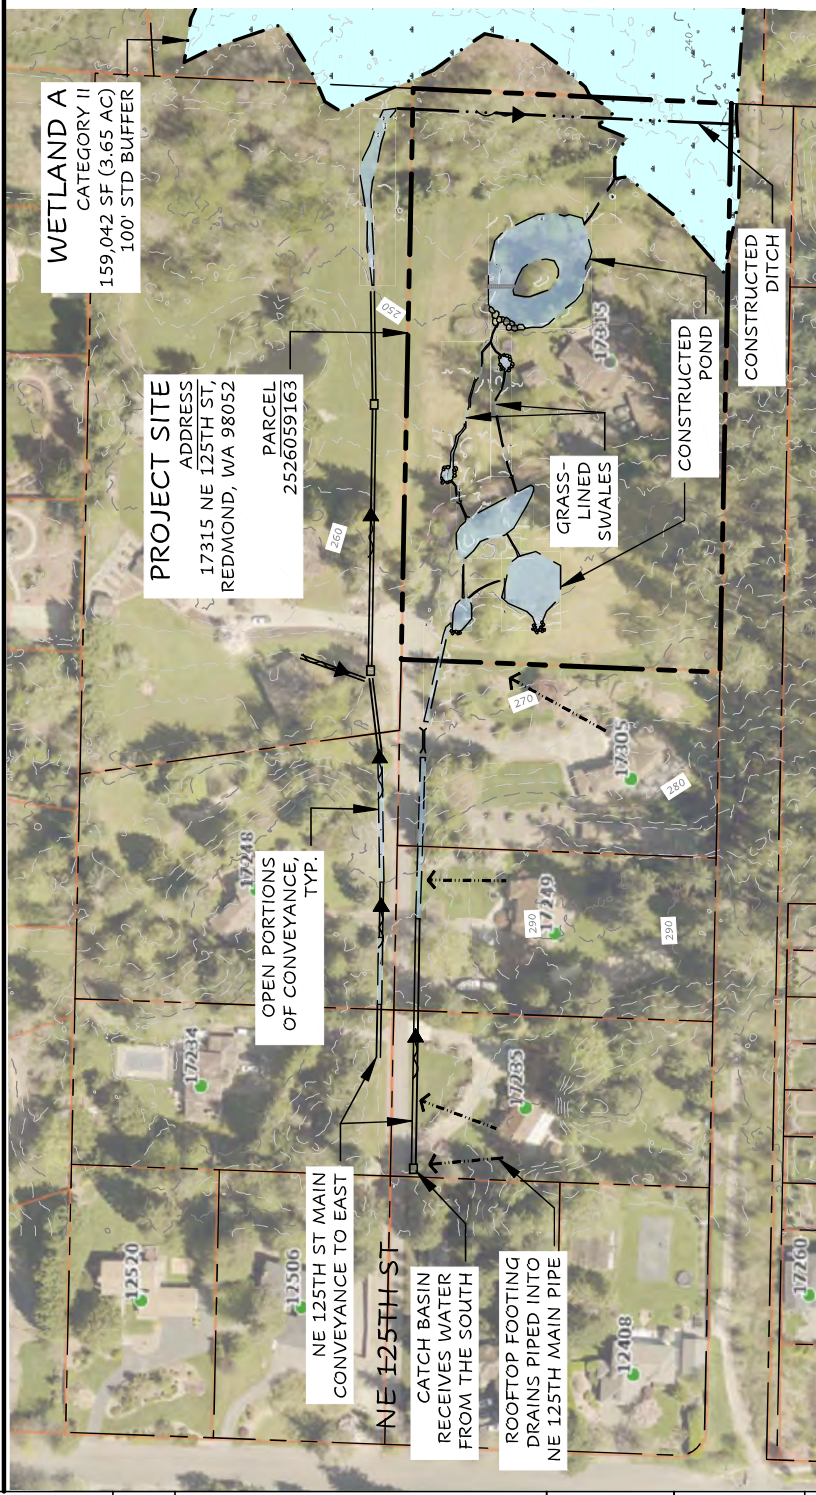 WETLAND A
CATEGORY II
159,042 SF (3.65 AC)
100' STD BUFFER
240
PROJECT SITE
ADDRESS
17315 NE 125TH ST,
REDMOND, WA 98052
PARCEL
2526059163
250
260
CONSTRUCTED
DITCH
17315
CONSTRUCTED
POND
GRASS-
LINED
SWALES
270
17305
280
17248
OPEN PORTIONS
OF CONVEYANCE,
TYP.
17249
290
290
17234
17235
NE 125TH ST MAIN
CONVEYANCE TO EAST
NE 125TH ST
CATCH BASIN
RECEIVES WATER
FROM THE SOUTH
ROOFTOP FOOTING
DRAINS PIPED INTO
NE 125TH MAIN PIPE
12520
12506
12408
17260